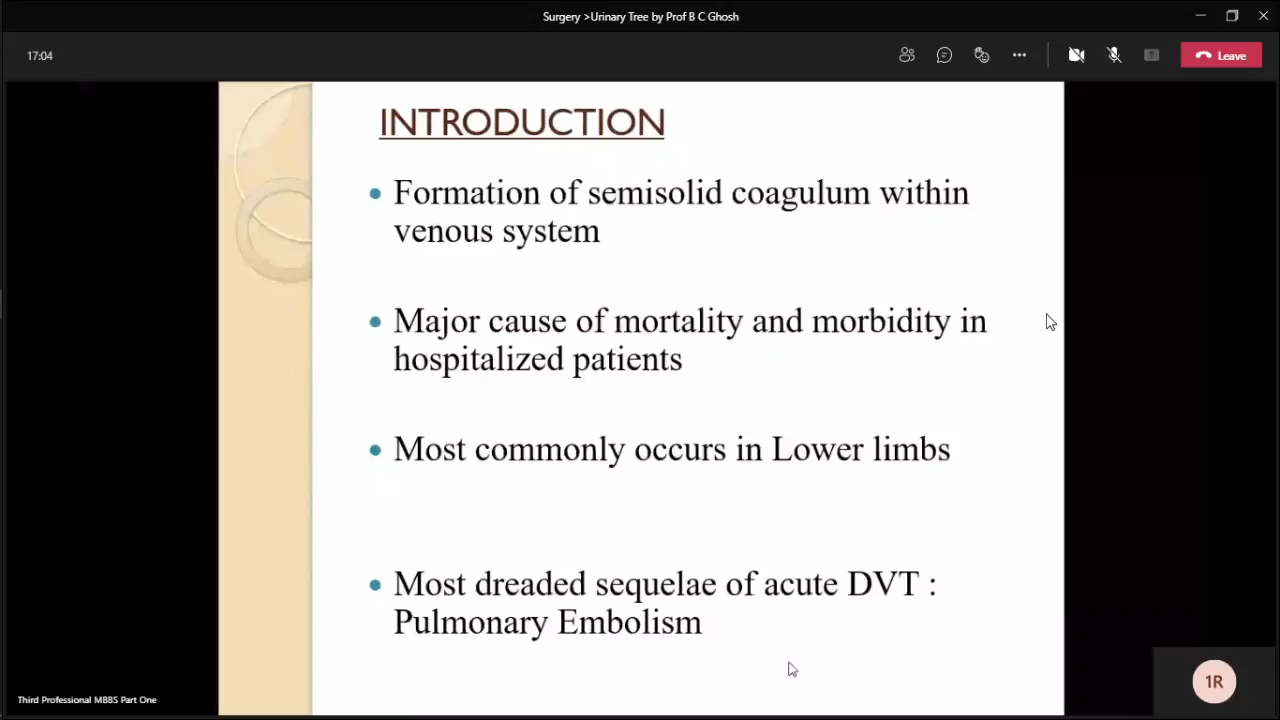 Surgery >Urinary Tree by Prof B C Ghosh
17:04
Leave
INTRODUCTION
Formation of semisolid coagulum within
venous system
Major cause of mortality and morbidity in
hospitalized patients
Most commonly occurs in Lower limbs
Most dreaded sequelae of acute DVT :
Pulmonary Embolism
Third Professional MBBS Part One
1R